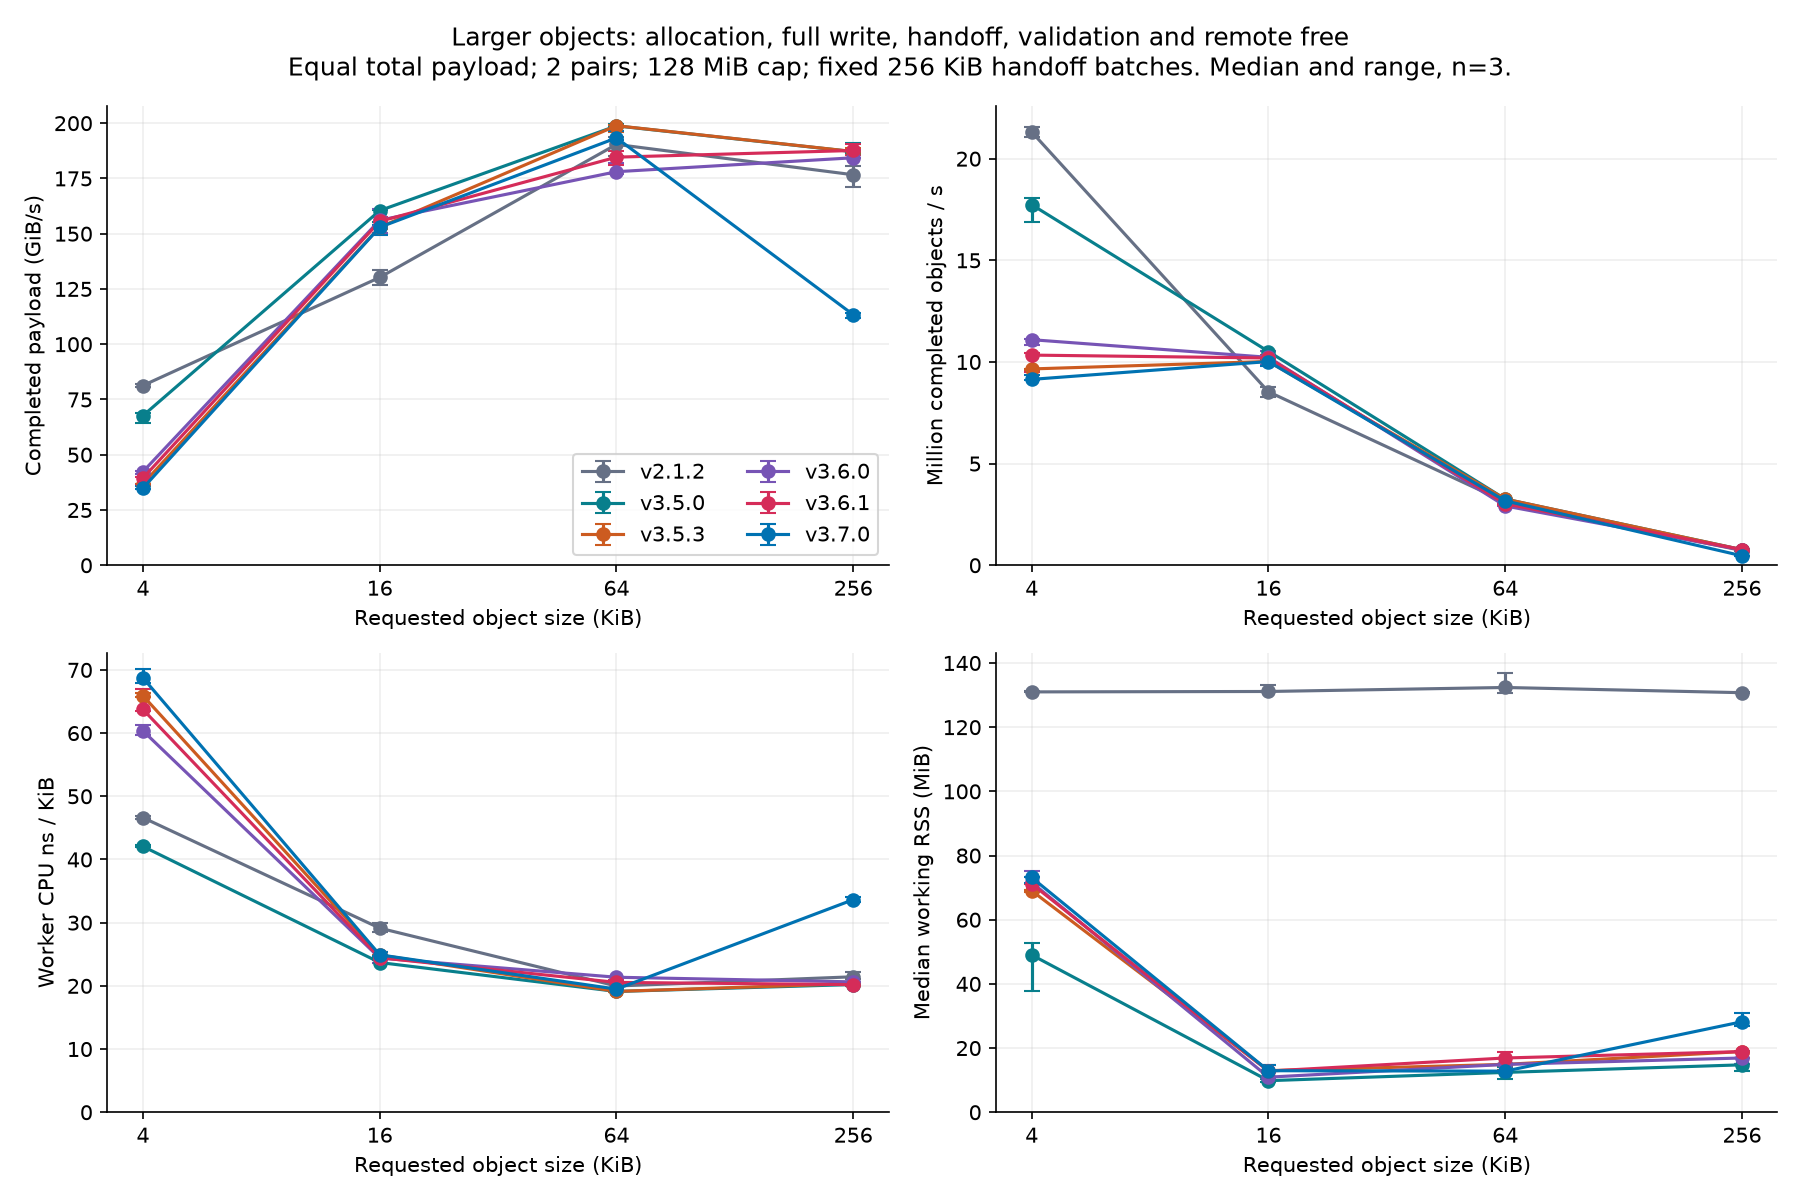 Larger objects: allocation, full write, handoff, validation and remote free
Equal total payload; 2 pairs; 128 MiB cap; fixed 256 KiB handoff batches. Median and range, n=3.
Completed payload (GiB/s)
200
175
150
125
100
75
50
25
0
4 16 64 256
Requested object size (KiB)
v2.1.2 v3.6.0
v3.5.0 v3.6.1
v3.5.3 v3.7.0
Million completed objects / s
20
15
10
5
0
4 16 64 256
Requested object size (KiB)
Worker CPU ns / KiB
70
60
50
40
30
20
10
0
4 16 64 256
Requested object size (KiB)
Median working RSS (MiB)
140
120
100
80
60
40
20
0
4 16 64 256
Requested object size (KiB)